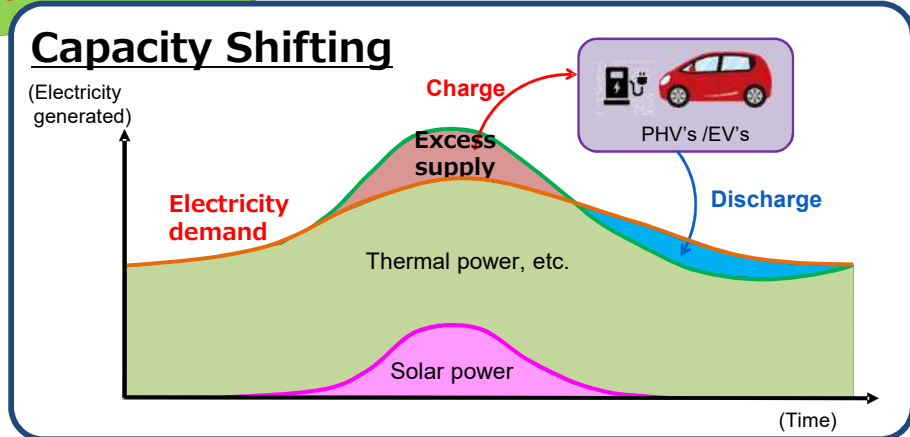 Capacity Shifting
(Electricity
generated)
Charge
PHV's /EV's
Excess
supply
Electricity
demand
Discharge
Thermal power, etc.
Solar power
(Time)